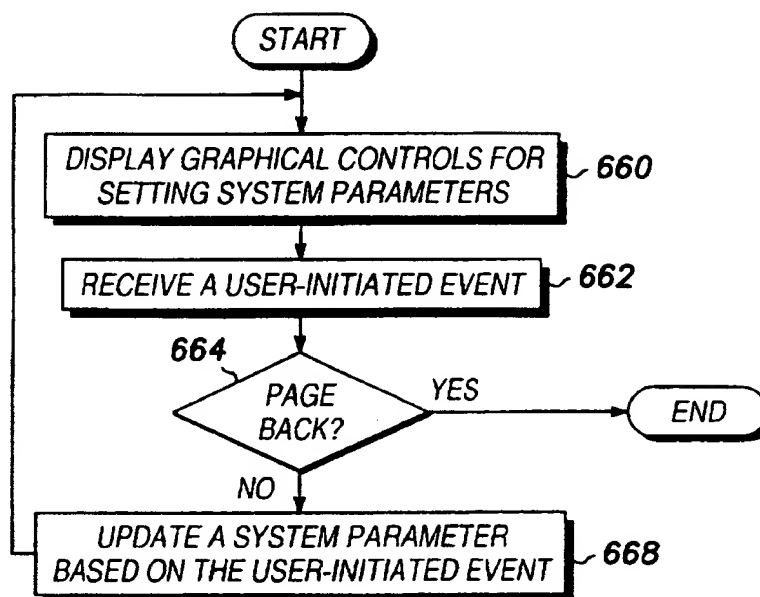 START
DISPLAY GRAPHICAL CONTROLS FOR
SETTING SYSTEM PARAMETERS
660
RECEIVE A USER-INITIATED EVENT
662
664
PAGE
BACK?
YES
END
NO
UPDATE A SYSTEM PARAMETER
BASED ON THE USER-INITIATED EVENT
668